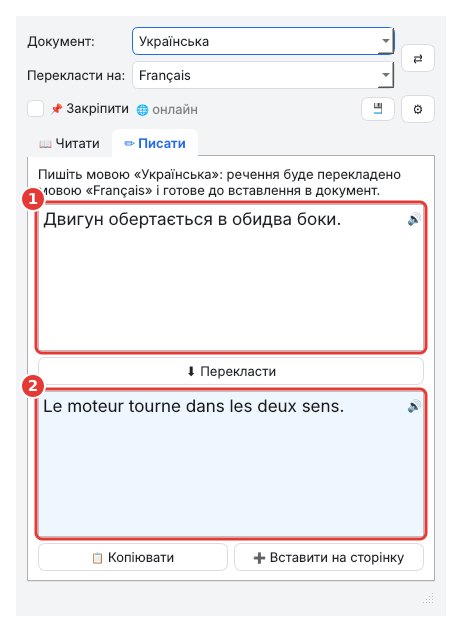 Документ:
Українська
Перекласти на:
Français
Закріпити
онлайн
Читати
Писати
Пишіть мовою «Українська»: речення буде перекладено
мовою «Français» і готове до вставлення в документ.
1
Двигун обертається в обидва боки.
Перекласти
2
Le moteur tourne dans les deux sens.
Копіювати
Вставити на сторінку